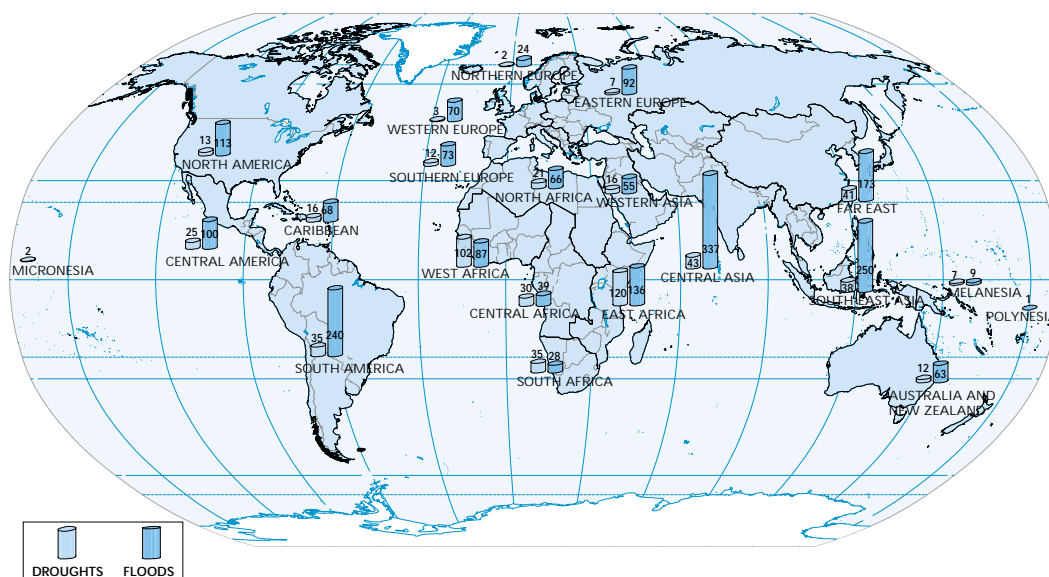 2
24
NORTHERN EUROPE
7
92
EASTERN EUROPE
3
70
WESTERN EUROPE
13
113
NORTH AMERICA
12
73
SOUTHERN EUROPE
21
66
NORTH AFRICA
16
55
WESTERN ASIA
41
173
FAR EAST
16
68
CARIBBEAN
25
100
CENTRAL AMERICA
2
MICRONESIA
102
87
WEST AFRICA
43
337
CENTRAL ASIA
38
250
SOUTH EAST ASIA
7
9
MELANESIA
1
POLYNESIA
30
39
CENTRAL AFRICA
120
136
EAST AFRICA
35
240
SOUTH AMERICA
35
28
SOUTH AFRICA
12
63
AUSTRALIA AND
NEW ZEALAND
DROUGHTS
FLOODS